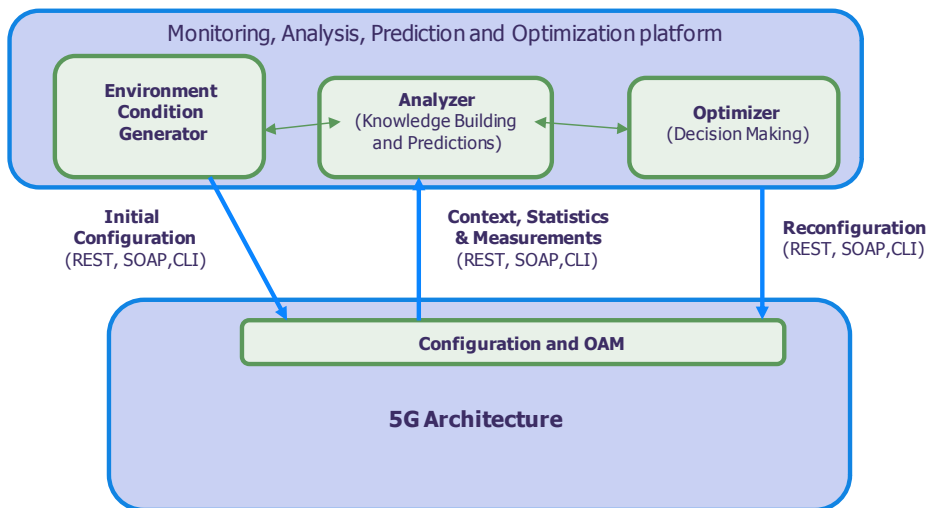 Monitoring, Analysis, Prediction and Optimization platform
Environment
Condition
Generator
Analyzer
(Knowledge Building
and Predictions)
Optimizer
(Decision Making)
Initial
Configuration
(REST, SOAP,CLI)
Context, Statistics
& Measurements
(REST, SOAP,CLI)
Reconfiguration
(REST, SOAP,CLI)
Configuration and OAM
5G Architecture